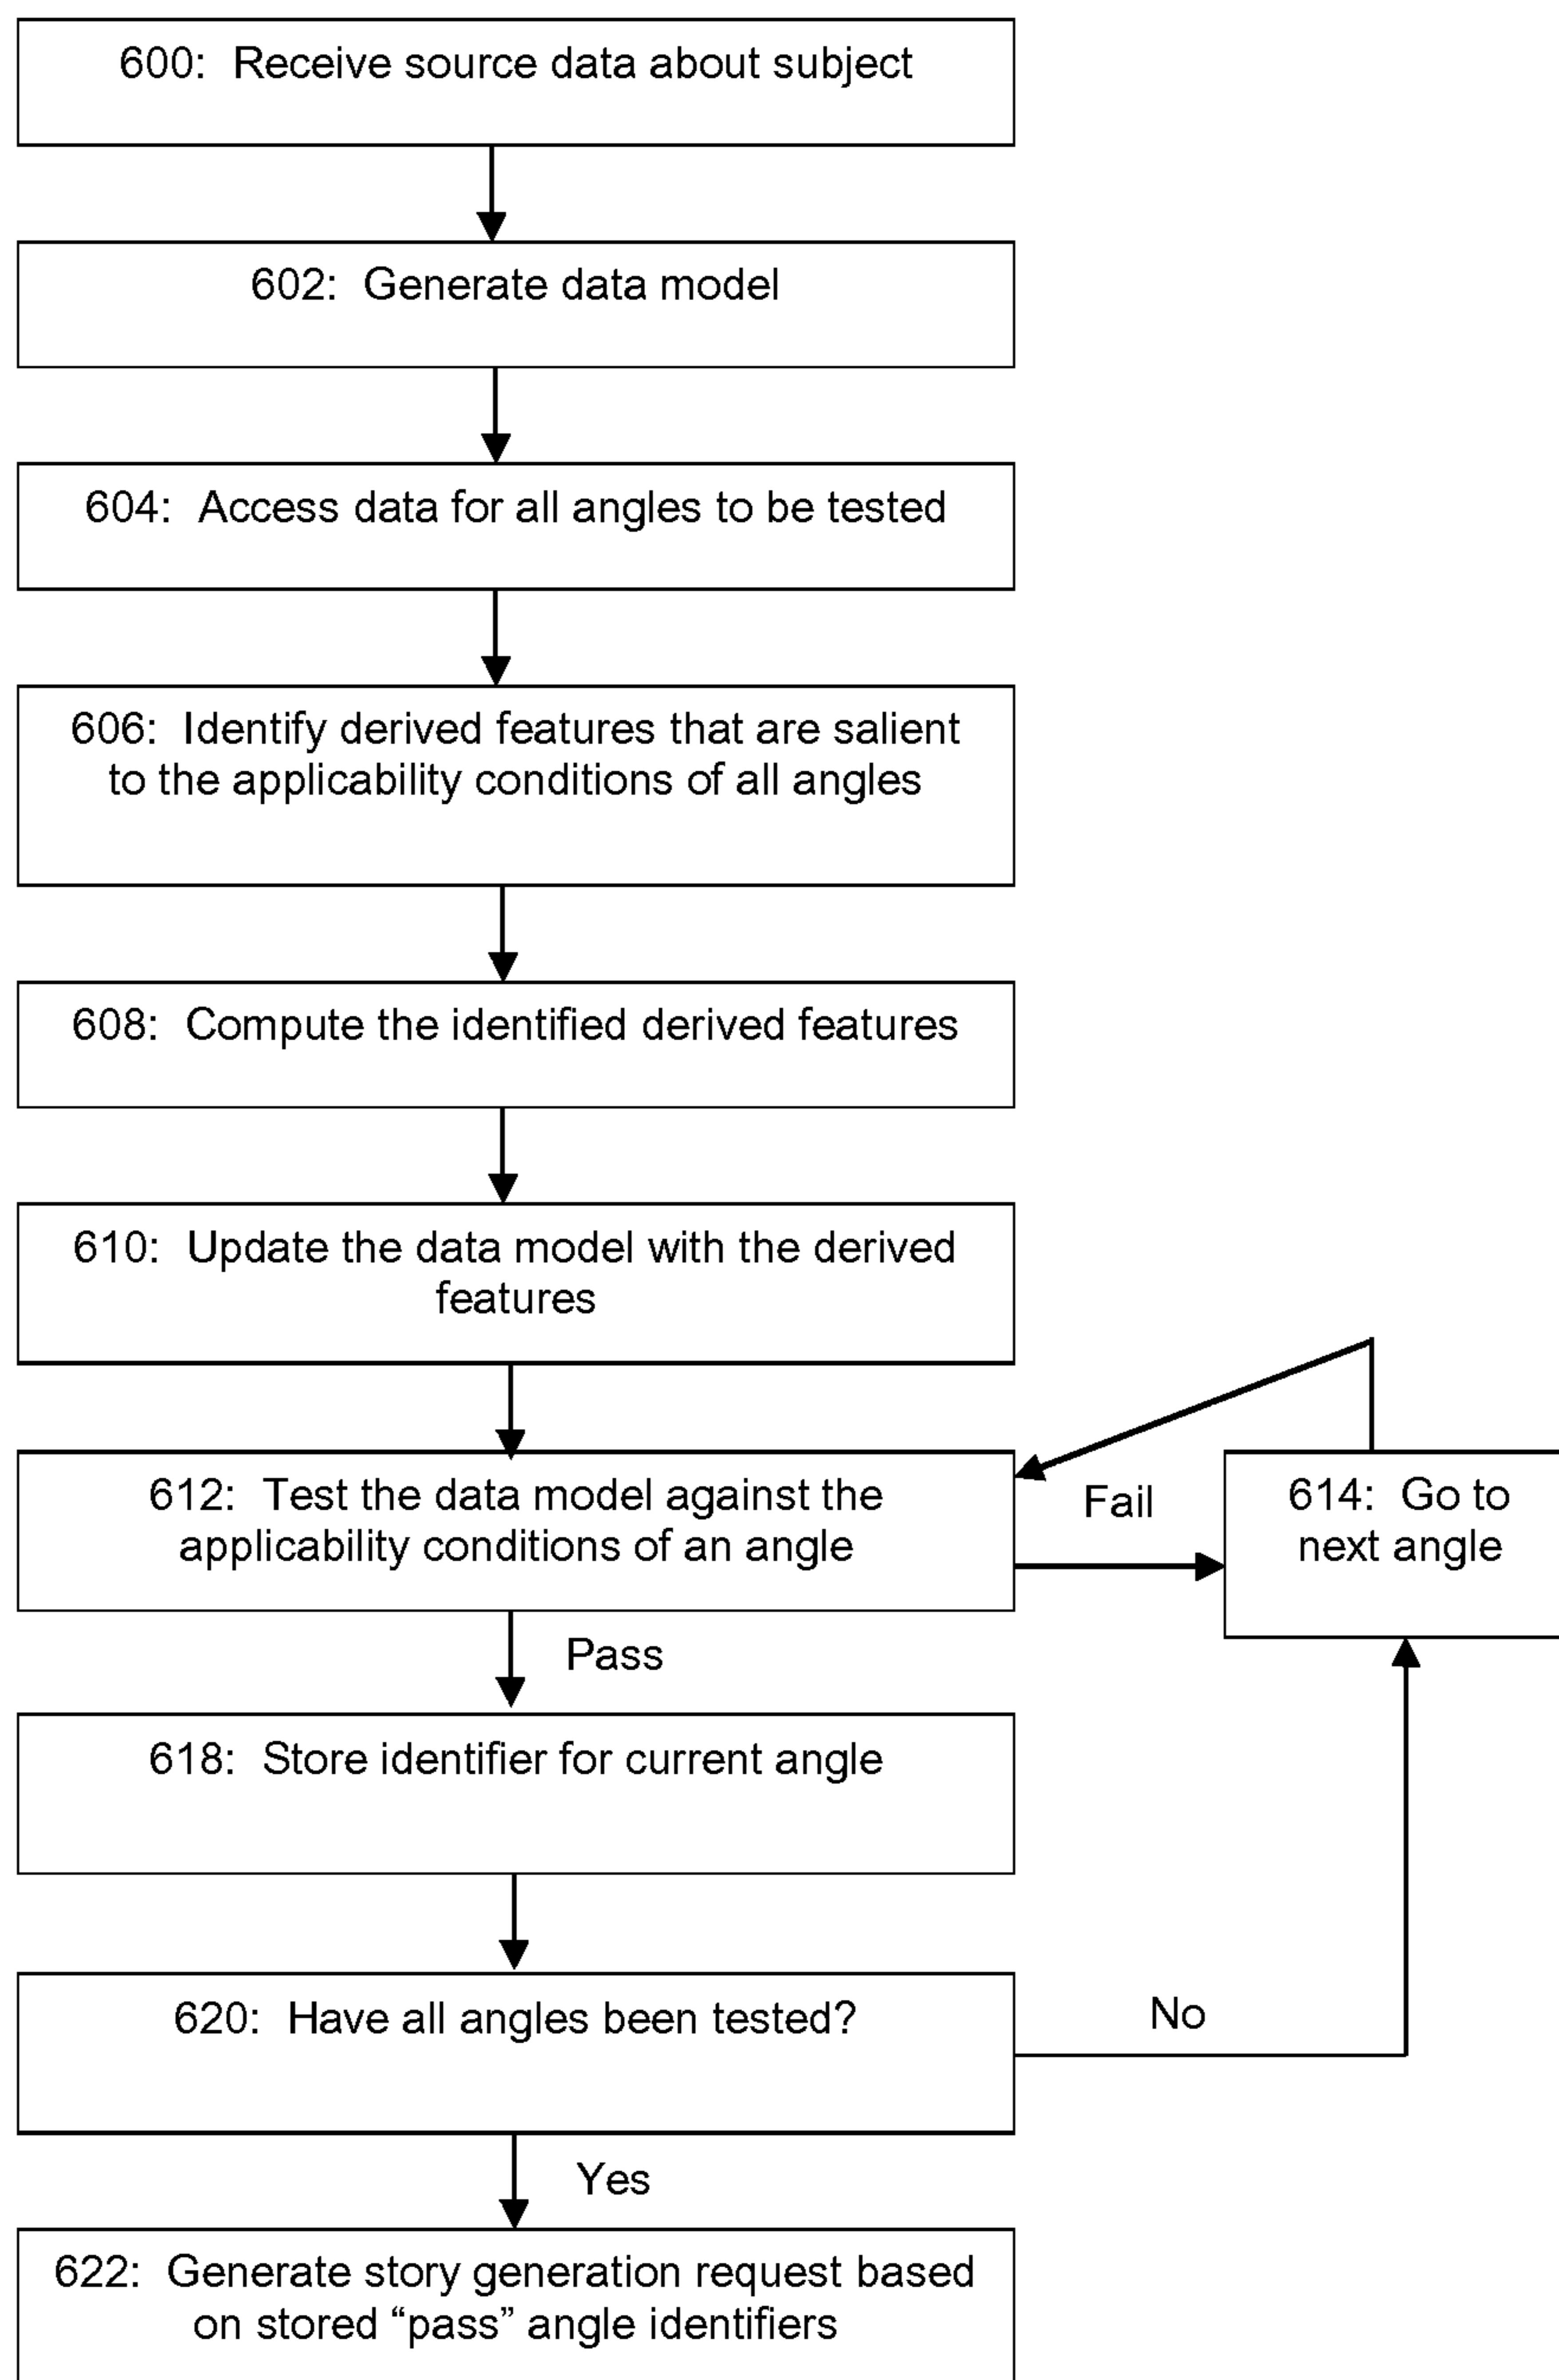 600: Receive source data about subject
602: Generate data model
604: Access data for all angles to be tested
606: Identify derived features that are salient
to the applicability conditions of all angles
608: Compute the identified derived features
610: Update the data model with the derived
features
612: Test the data model against the
applicability conditions of an angle
Fail
614: Go to
next angle
Pass
618: Store identifier for current angle
620: Have all angles been tested?
No
Yes
622: Generate story generation request based
on stored “pass” angle identifiers